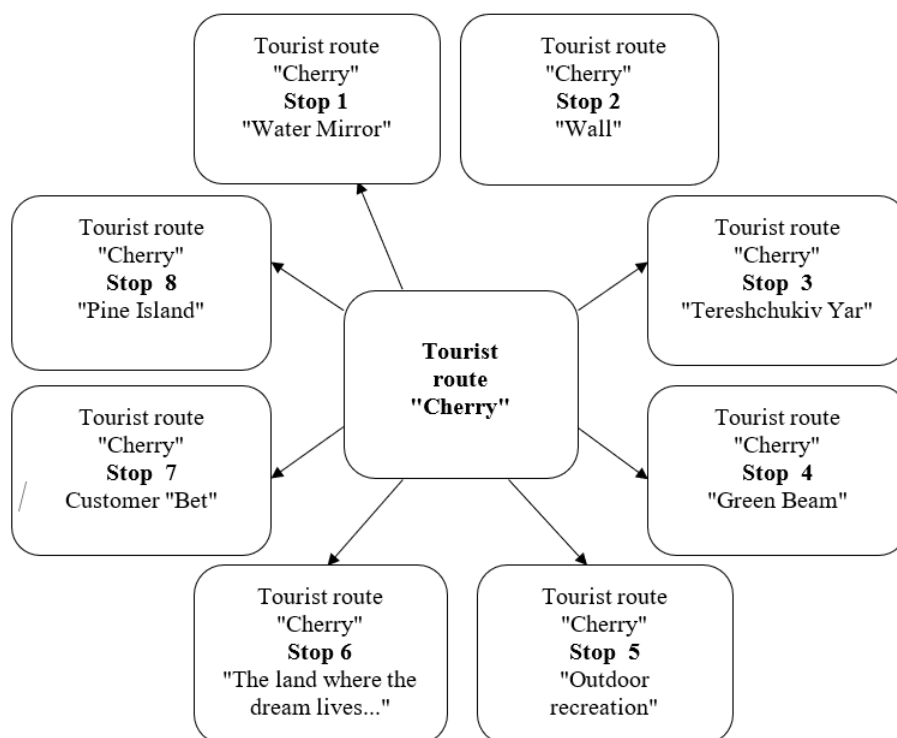 Tourist route
"Cherry"
Stop 1
"Water Mirror"
Tourist route
"Cherry"
Stop 2
"Wall"
Tourist route
"Cherry"
Stop 8
"Pine Island"
Tourist route
"Cherry"
Stop 3
"Tereshchukiv Yar"
Tourist
route
"Cherry"
Tourist route
"Cherry"
Stop 7
Customer "Bet"
Tourist route
"Cherry"
Stop 4
"Green Beam"
Tourist route
"Cherry"
Stop 6
"The land where the
dream lives..."
Tourist route
"Cherry"
Stop 5
"Outdoor
recreation"